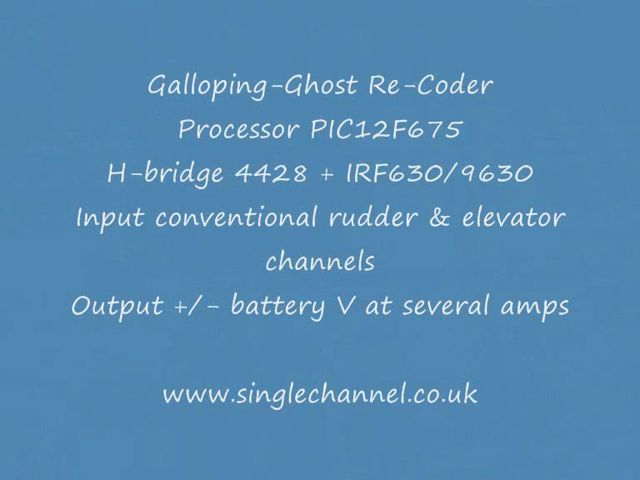 Galloping-Ghost Re-Coder
Processor PIC12F675
H-bridge 4428 + IRF630/9630
Input conventional rudder & elevator
channels
Output +/- battery V at several amps
www.singlechannel.co.uk